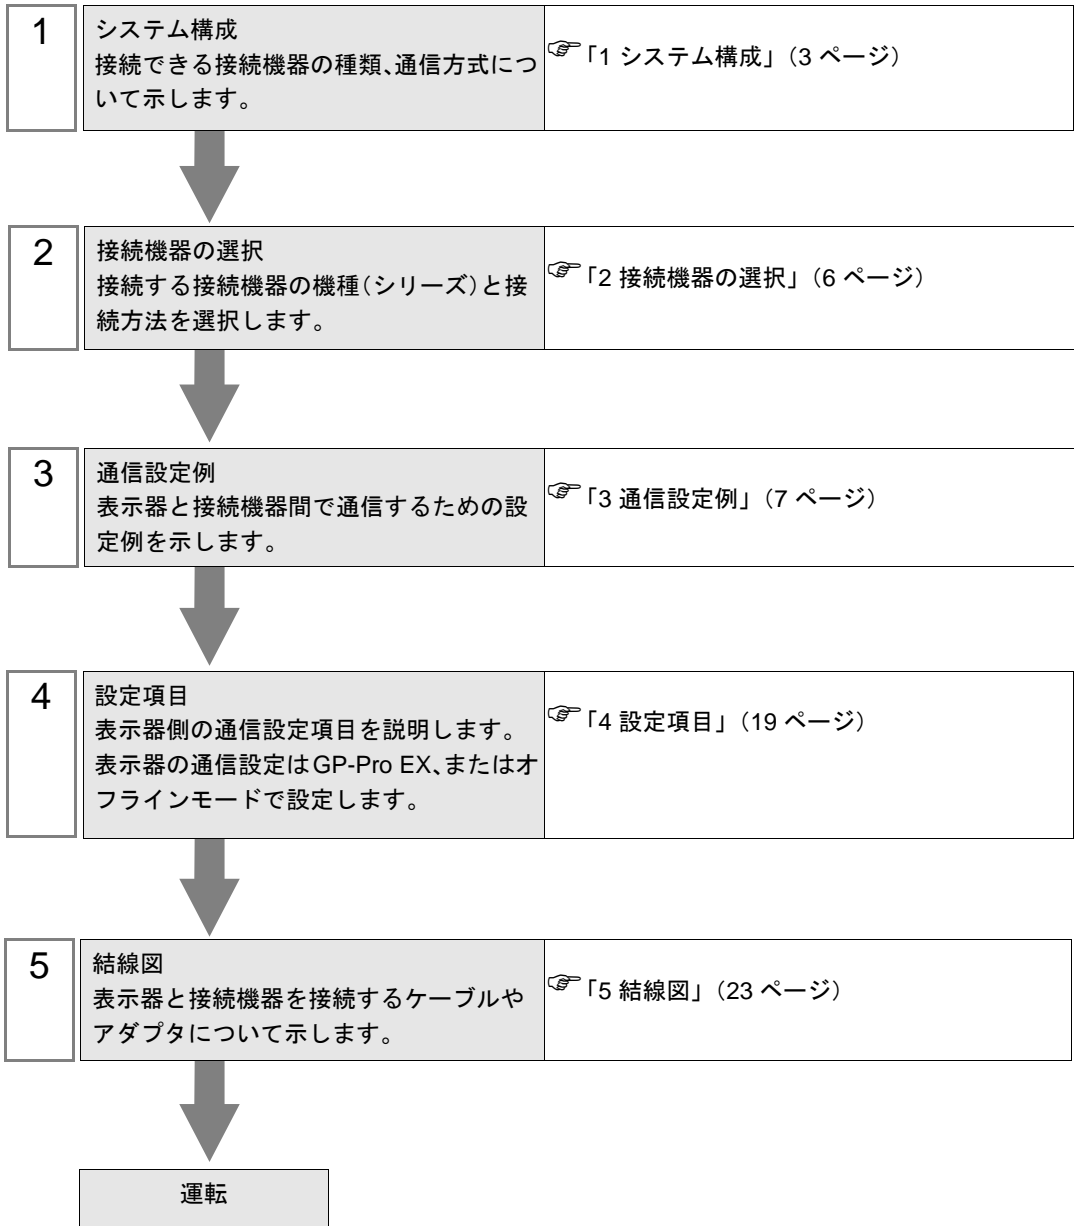 1
システム構成
接続できる接続機器の種類、通信方式につ
いて示します。
☞「1 システム構成」(3 ページ)
2
接続機器の選択
接続する接続機器の機種(シリーズ)と接
続方法を選択します。
☞「2 接続機器の選択」(6 ページ)
3
通信設定例
表示器と接続機器間で通信するための設
定例を示します。
☞「3 通信設定例」(7 ページ)
4
設定項目
表示器側の通信設定項目を説明します。
表示器の通信設定はGP-Pro EX、またはオ
フラインモードで設定します。
☞「4 設定項目」(19 ページ)
5
結線図
表示器と接続機器を接続するケーブルや
アダプタについて示します。
☞「5 結線図」(23 ページ)
運転